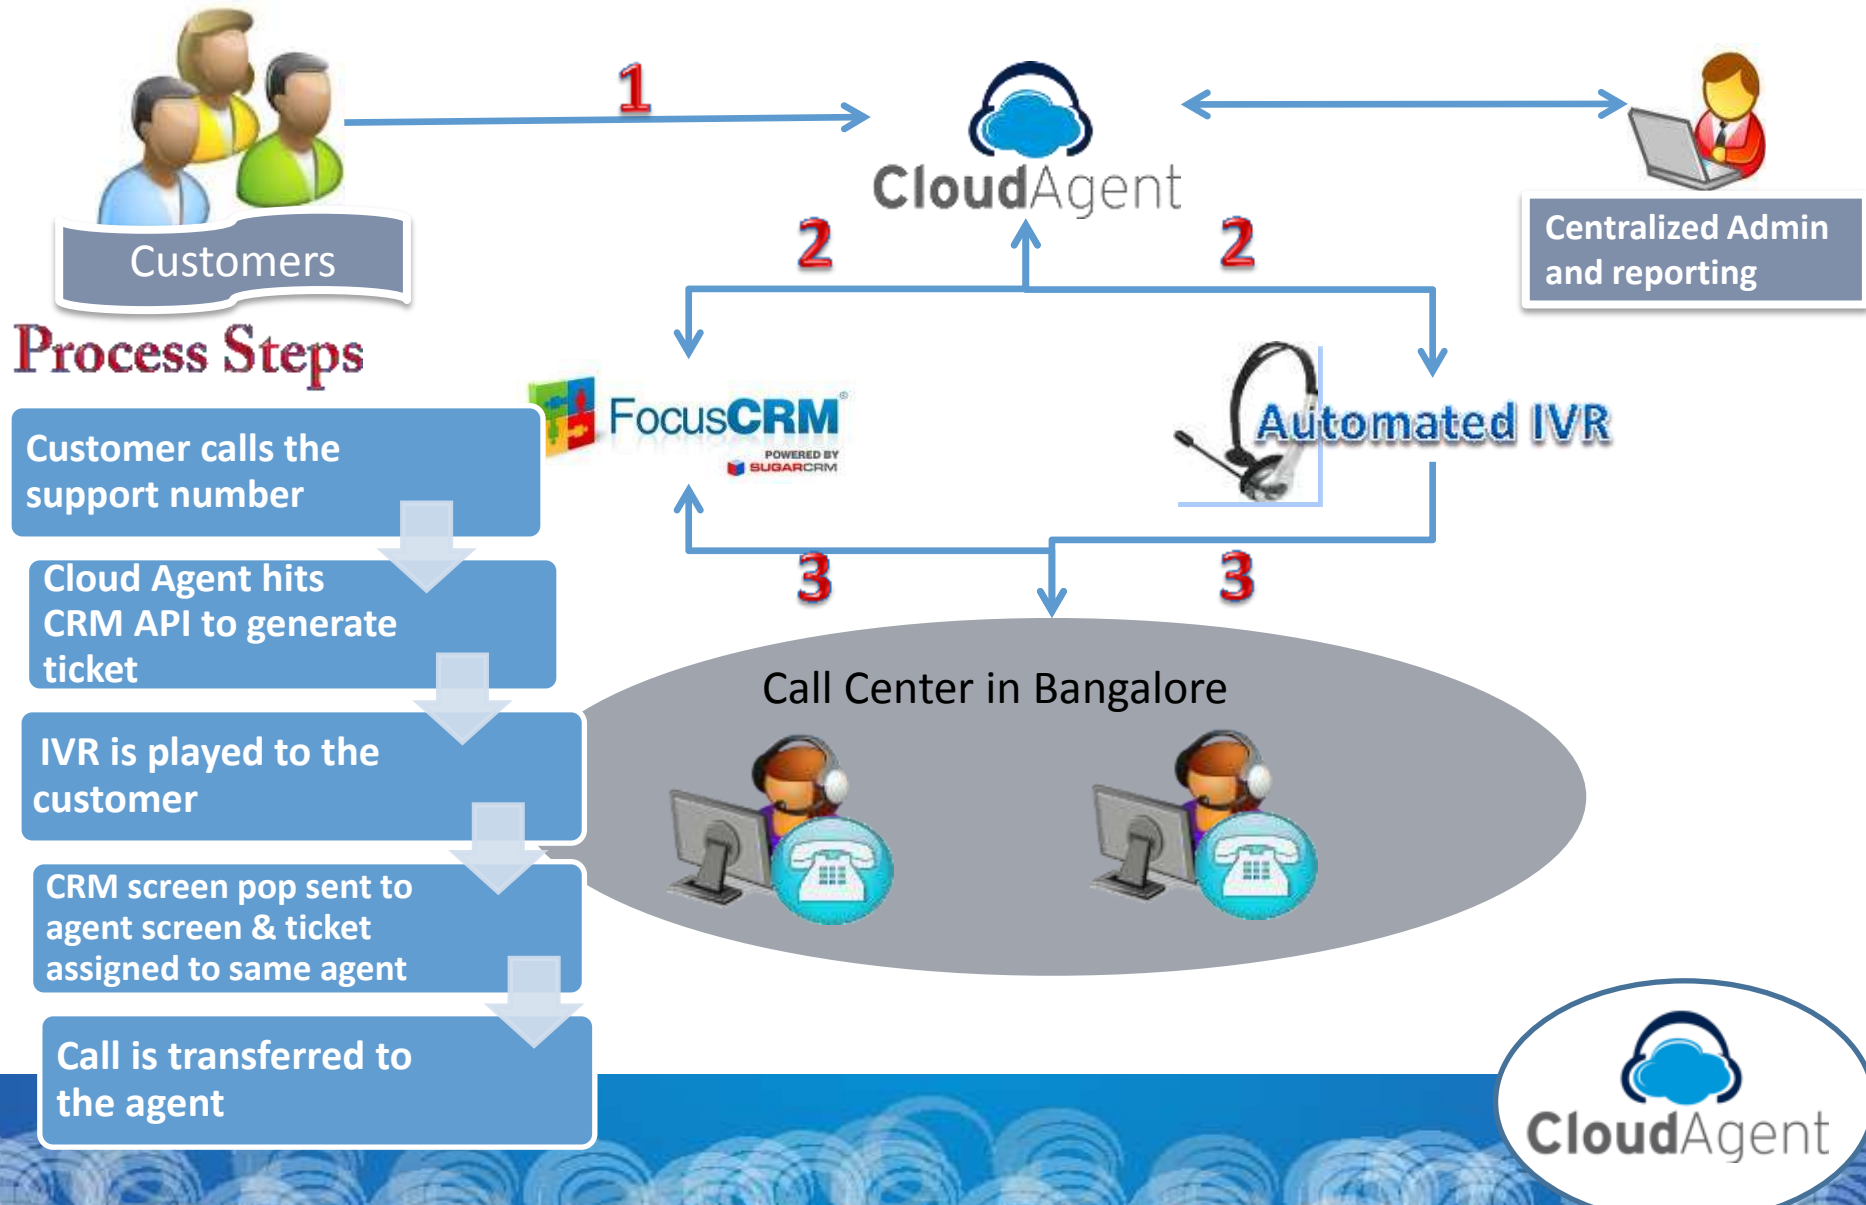 1
CloudAgent
Customers
2
2
Centralized Admin
and reporting
Process Steps
FocusCRM®
POWERED BY
SUGARCRM
Automated IVR
Customer calls the
support number
3
3
Cloud Agent hits
CRM API to generate
ticket
Call Center in Bangalore
IVR is played to the
customer
CRM screen pop sent to
agent screen & ticket
assigned to same agent
Call is transferred to
the agent
CloudAgent